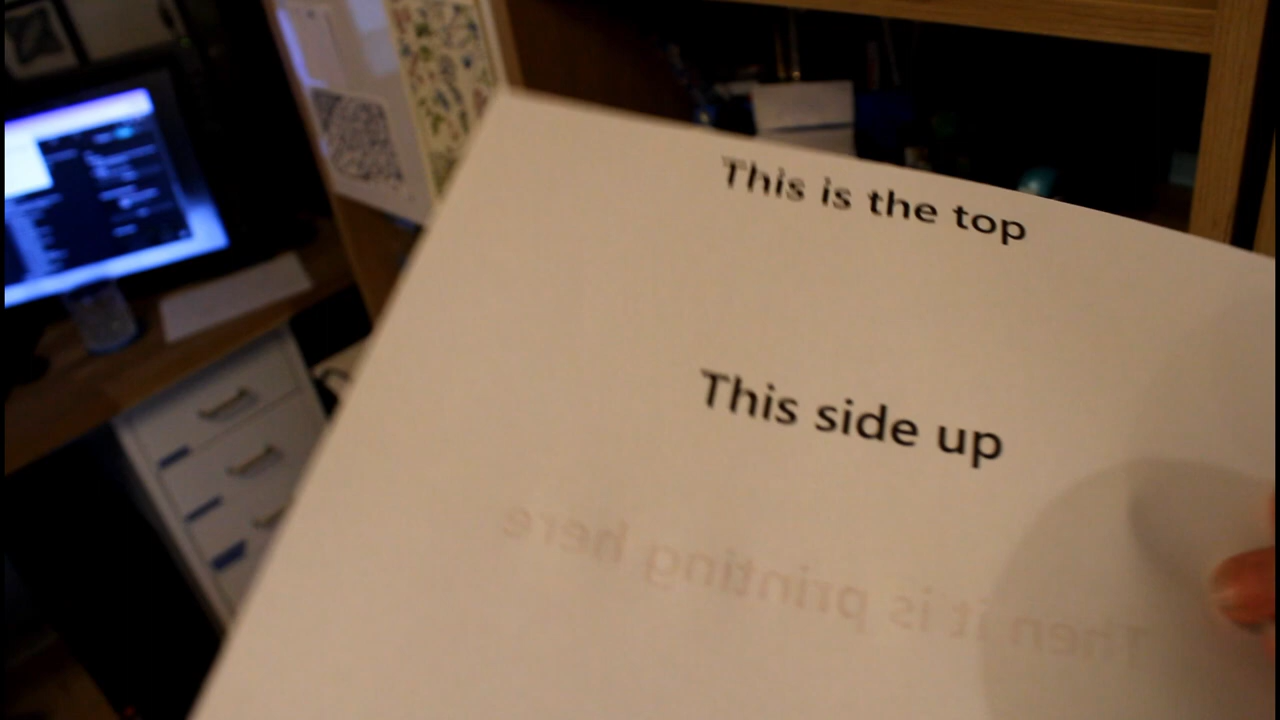 This is the top
This side up
Then it is printing here